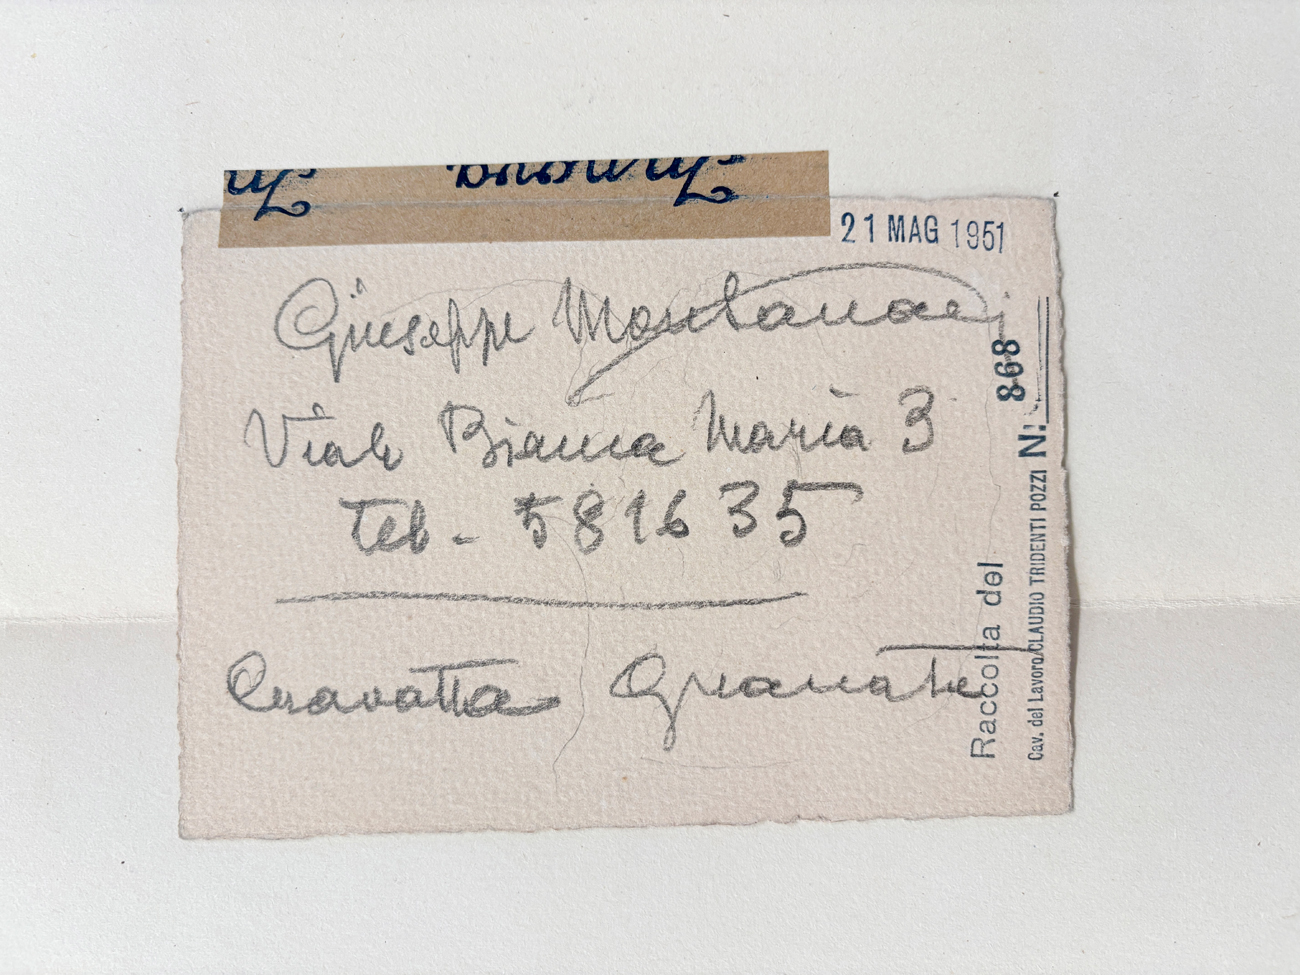 21 MAG 1951
Giuseppe Montanari
Viale Bianca Maria 3
Tel. - 581635
Cravatta Granate
Raccolta del N. 868
Cav. del Lavoro CLAUDIO TRIDENTI POZZI